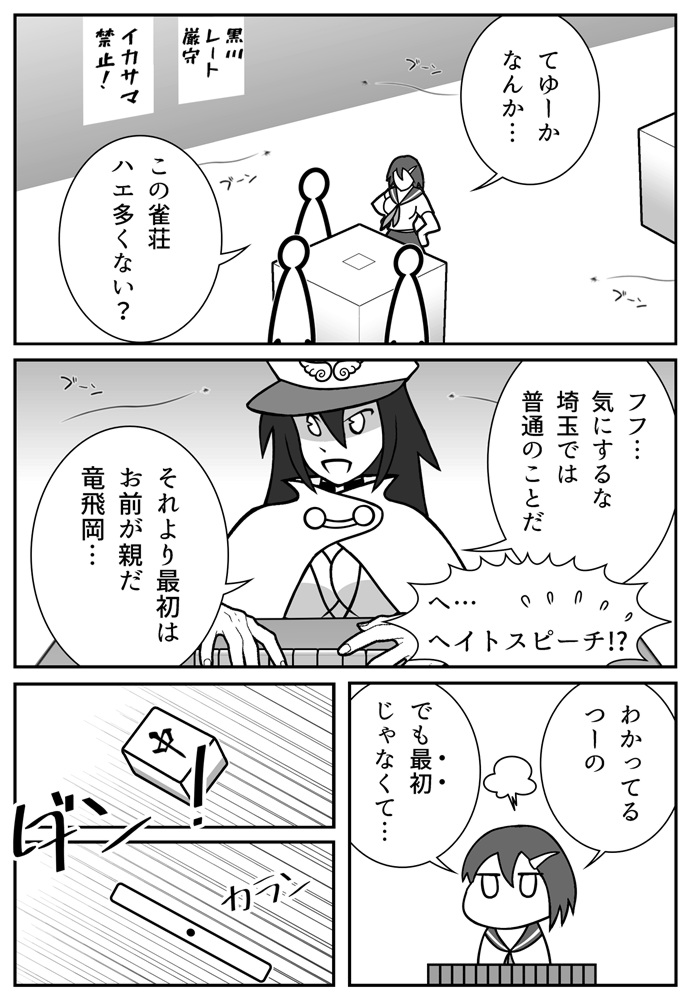 てゆーか
なんか…
ブーン
黒川
レート
厳守
イカサマ
禁止！
ブーン
この雀荘
ハエ多くない？
ブーン
フフ…
気にするな
埼玉では
普通のことだ
ブーン
それより最初は
お前が親だ
竜飛岡…
へ…
ヘイトスピーチ!?
わかってる
つーの
でも最初
じゃなくて…
ダンッ!
カラン